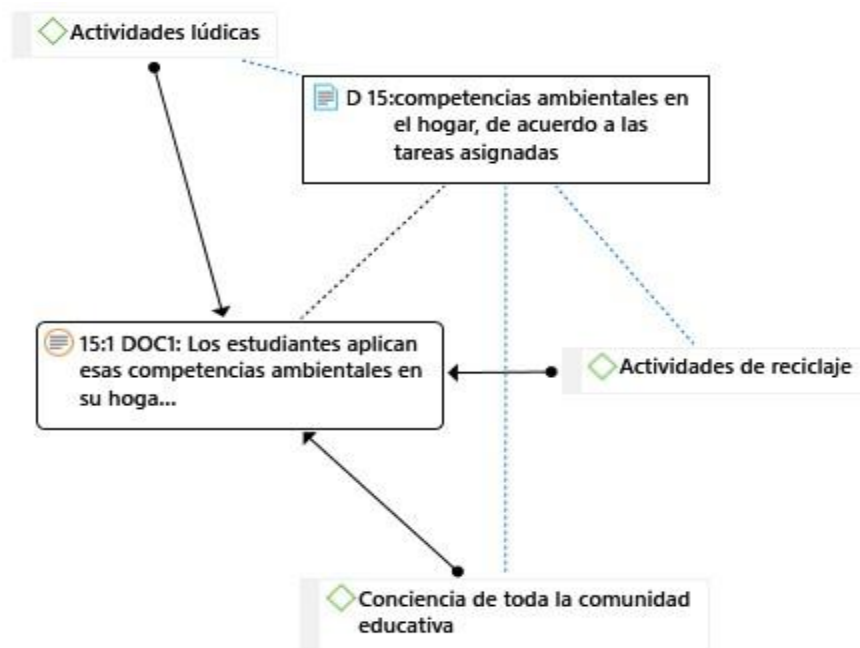 Actividades lúdicas
D 15:competencias ambientales en
el hogar, de acuerdo a las
tareas asignadas
15:1 DOC1: Los estudiantes aplican
esas competencias ambientales en
su hoga...
Actividades de reciclaje
Conciencia de toda la comunidad
educativa